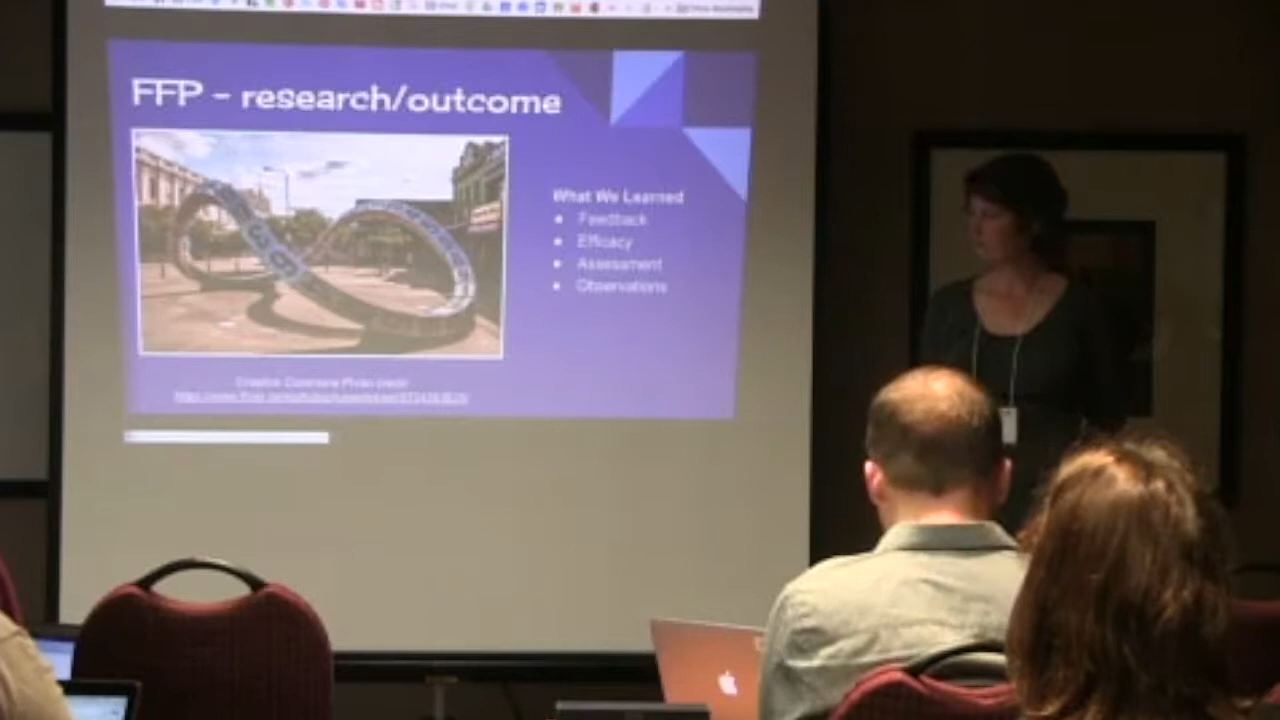 FFP - research/outcome
What We Learned
Feedback
Efficacy
Assessment
Observations
Creative Commons Photo credit